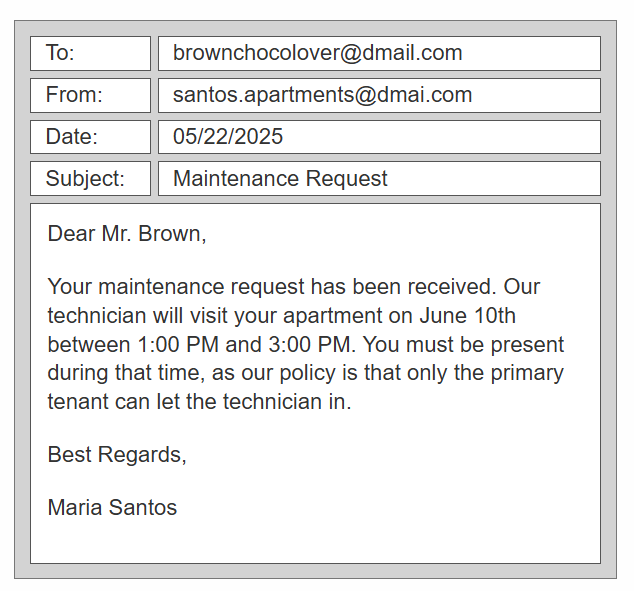 To: brownchocolover@dmail.com
From: santos.apartments@dmai.com
Date: 05/22/2025
Subject: Maintenance Request
Dear Mr. Brown,
Your maintenance request has been received. Our
technician will visit your apartment on June 10th
between 1:00 PM and 3:00 PM. You must be present
during that time, as our policy is that only the primary
tenant can let the technician in.
Best Regards,
Maria Santos